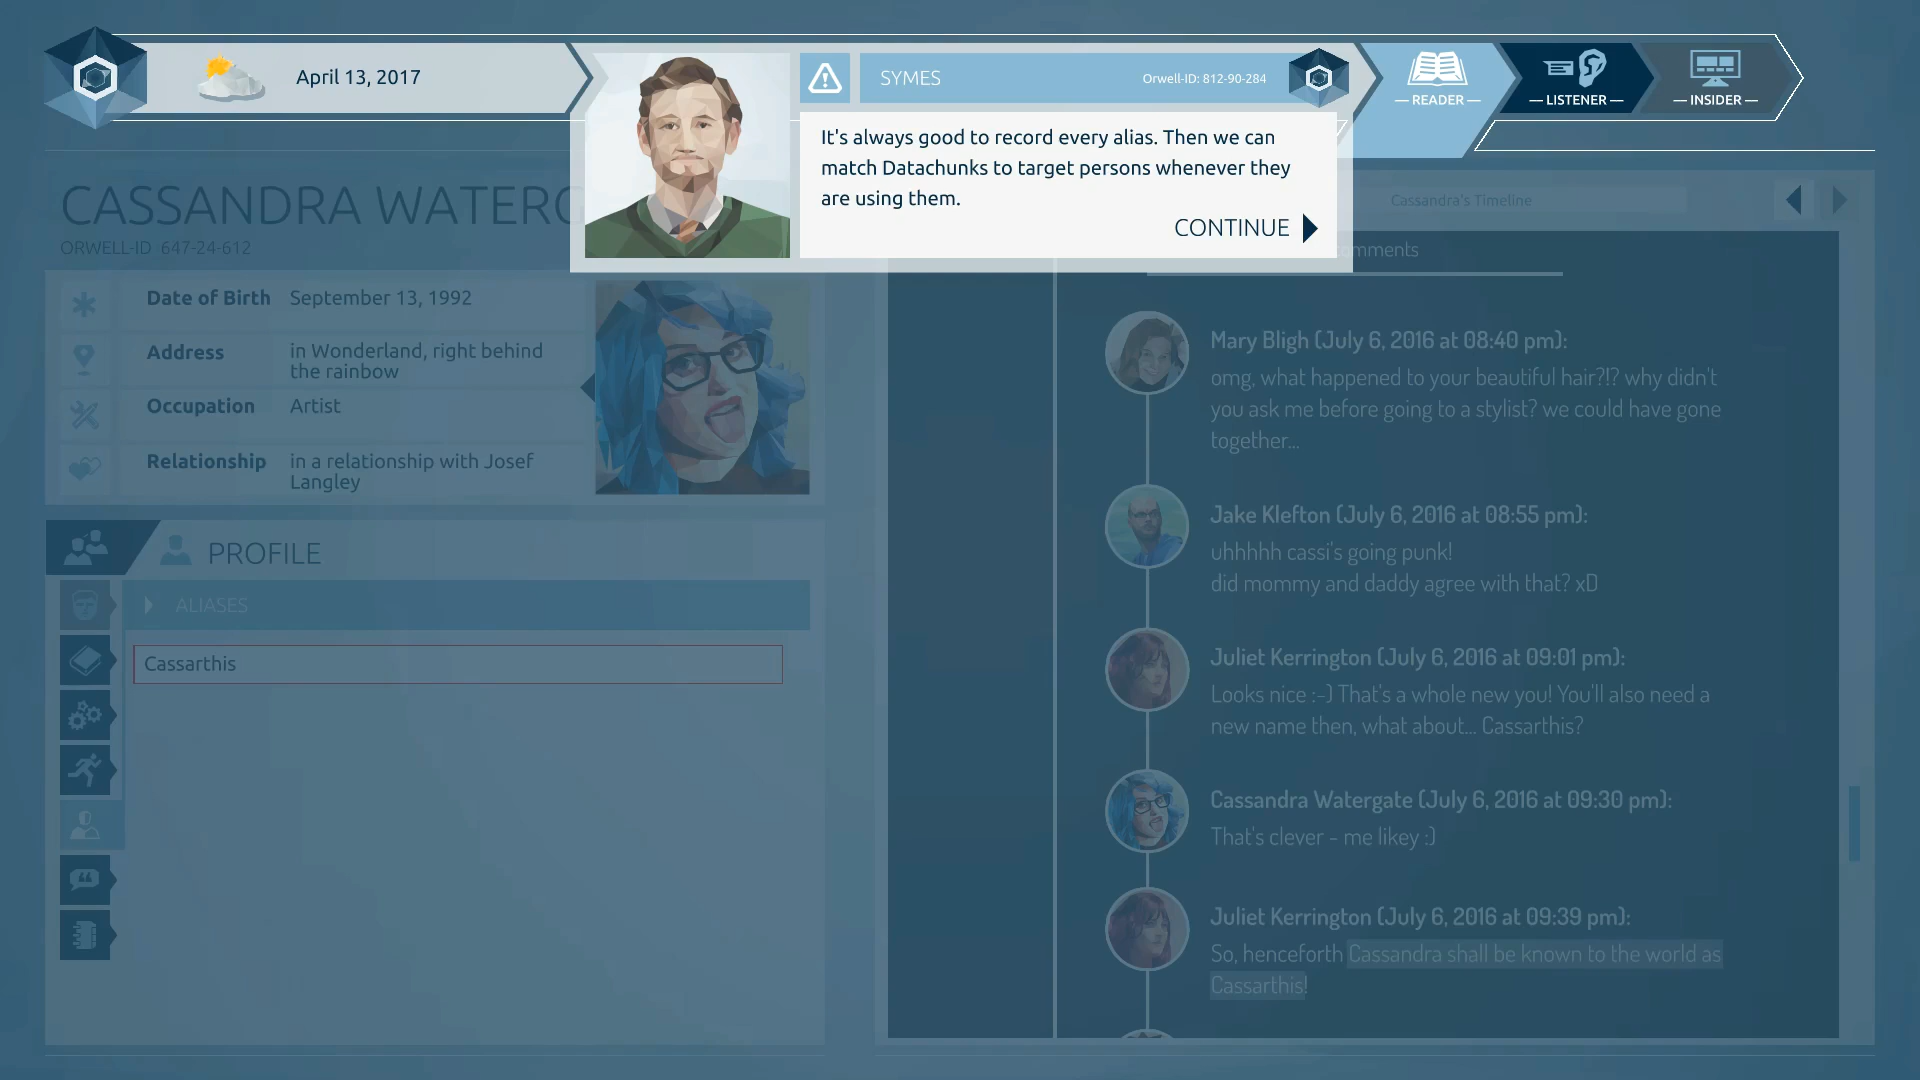 April 13, 2017
SYMES
Orwell-ID: 812-90-284
It's always good to record every alias. Then we can
match Datachunks to target persons whenever they
are using them.
CONTINUE
READER
LISTENER
INSIDER
CASSANDRA WATERG
ORWELL-ID 647-24-612
Date of Birth September 13, 1992
Address in Wonderland, right behind
the rainbow
Occupation Artist
Relationship in a relationship with Josef
Langley
PROFILE
ALIASES
Cassarthis
Cassandra's Timeline
mments
Mary Bligh (July 6, 2016 at 08:40 pm):
omg, what happened to your beautiful hair?!? why didn't
you ask me before going to a stylist? we could have gone
together...
Jake Klefton (July 6, 2016 at 08:55 pm):
uhhhhh cassi's going punk!
did mommy and daddy agree with that? xD
Juliet Kerrington (July 6, 2016 at 09:01 pm):
Looks nice :-) That's a whole new you! You'll also need a
new name then, what about... Cassarthis?
Cassandra Watergate (July 6, 2016 at 09:30 pm):
That's clever - me likey :)
Juliet Kerrington (July 6, 2016 at 09:39 pm):
So, henceforth Cassandra shall be known to the world as
Cassarthis!